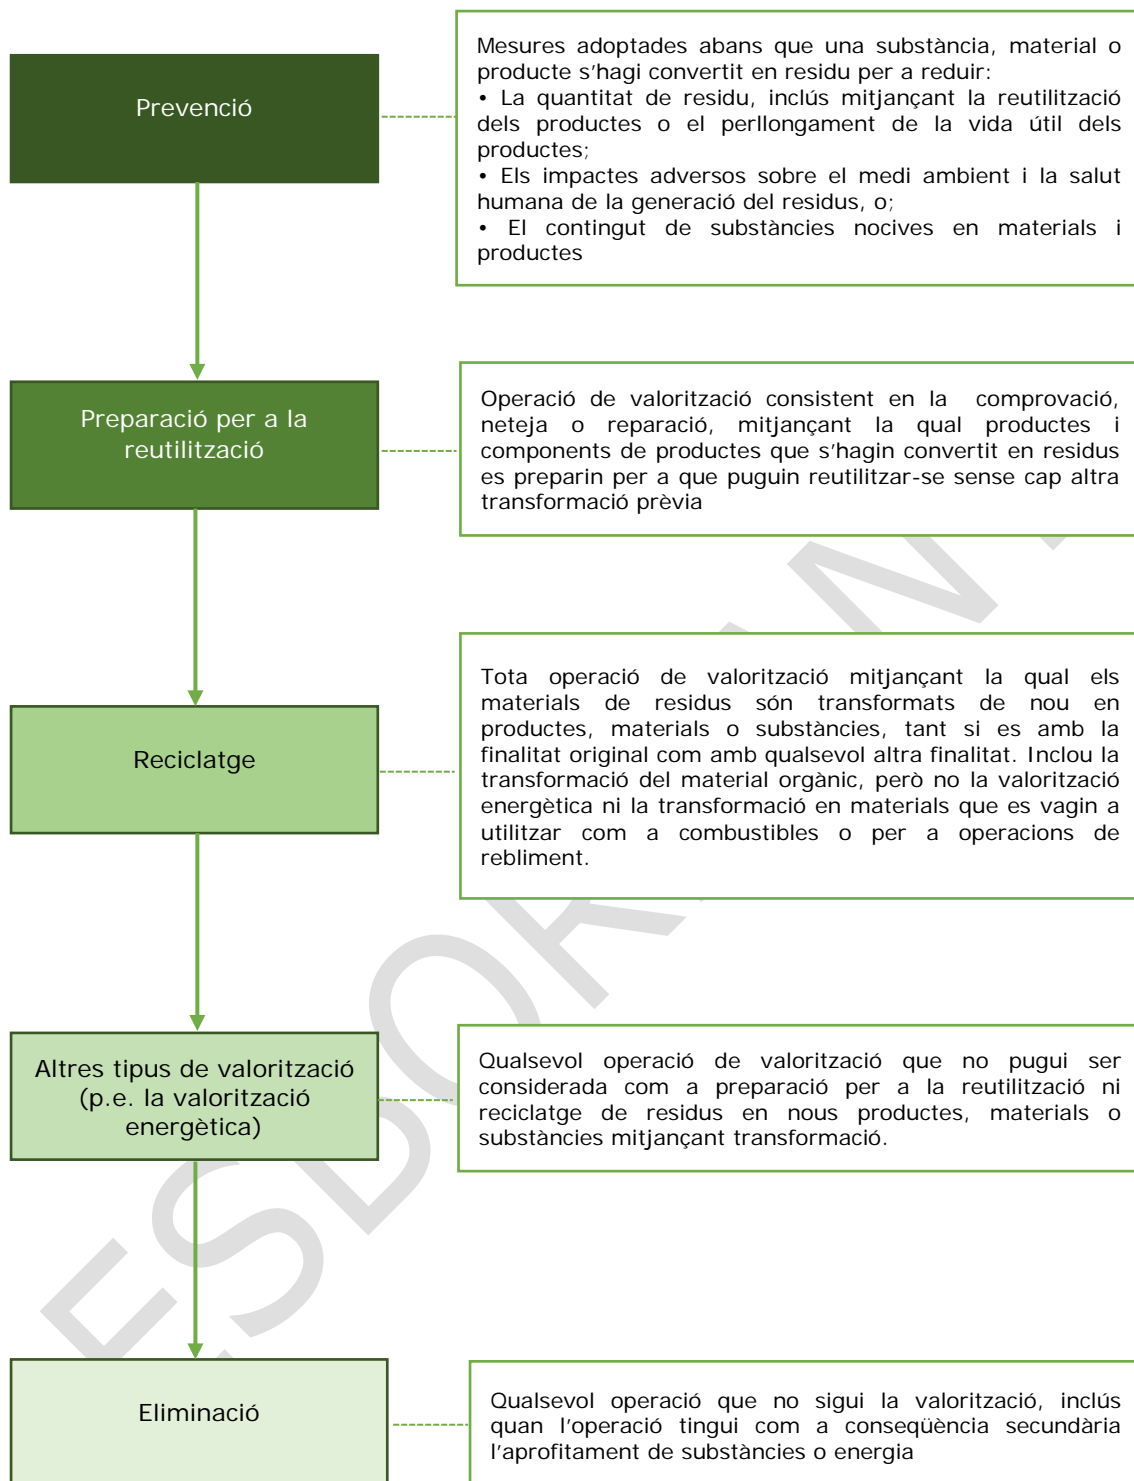 Prevenció
Mesures adoptades abans que una substància, material o
producte s'hagi convertit en residu per a reduir:
• La quantitat de residu, inclús mitjançant la reutilització
dels productes o el perllongament de la vida útil dels
productes;
• Els impactes adversos sobre el medi ambient i la salut
humana de la generació del residus, o;
• El contingut de substàncies nocives en materials i
productes
Preparació per a la
reutilització
Operació de valorització consistent en la comprovació,
neteja o reparació, mitjançant la qual productes i
components de productes que s'hagin convertit en residus
es preparin per a que puguin reutilitzar-se sense cap altra
transformació prèvia
Reciclatge
Tota operació de valorització mitjançant la qual els
materials de residus són transformats de nou en
productes, materials o substàncies, tant si es amb la
finalitat original com amb qualsevol altra finalitat. Inclou la
transformació del material orgànic, però no la valorització
energètica ni la transformació en materials que es vagin a
utilitzar com a combustibles o per a operacions de
rebliment.
Altres tipus de valorització
(p.e. la valorització
energètica)
Qualsevol operació de valorització que no pugui ser
considerada com a preparació per a la reutilització ni
reciclatge de residus en nous productes, materials o
substàncies mitjançant transformació.
Eliminació
Qualsevol operació que no sigui la valorització, inclús
quan l'operació tingui com a conseqüència secundària
l'aprofitament de substàncies o energia